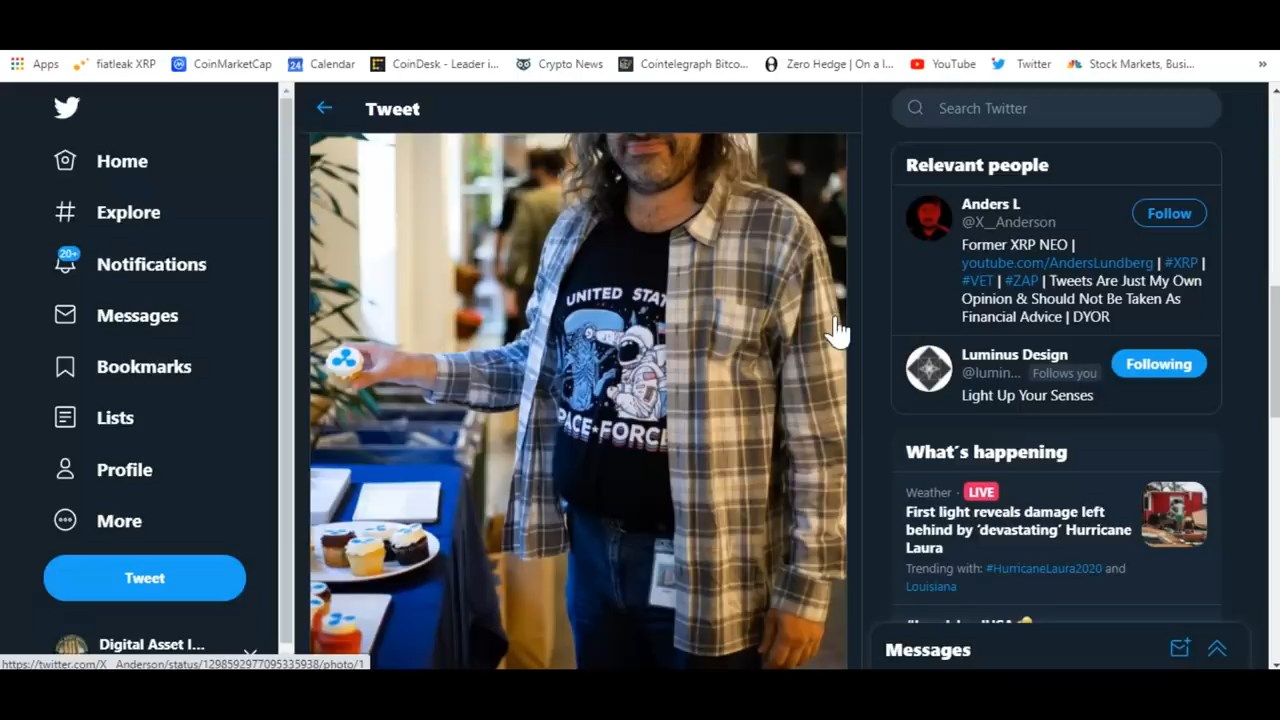 Apps
fiatleak XRP
CoinMarketCap
24
Calendar
CoinDesk - Leader i...
Crypto News
Cointelegraph Bitco...
Zero Hedge | On a l...
YouTube
Twitter
Stock Markets, Busi...
»
Home
Explore
20+
Notifications
Messages
Bookmarks
Lists
Profile
More
Tweet
Digital Asset I...
https://twitter.com/X__Anderson/status/1298592977095335938/photo/1
Tweet
UNITED STAT
PACE★FORC
Search Twitter
Relevant people
Anders L
@X__Anderson
Follow
Former XRP NEO |
youtube.com/AndersLundberg | #XRP |
#VET | #ZAP | Tweets Are Just My Own
Opinion & Should Not Be Taken As
Financial Advice | DYOR
Luminus Design
@lumin... Follows you
Following
Light Up Your Senses
What's happening
Weather · LIVE
First light reveals damage left
behind by 'devastating' Hurricane
Laura
Trending with: #HurricaneLaura2020 and
Louisiana
Messages